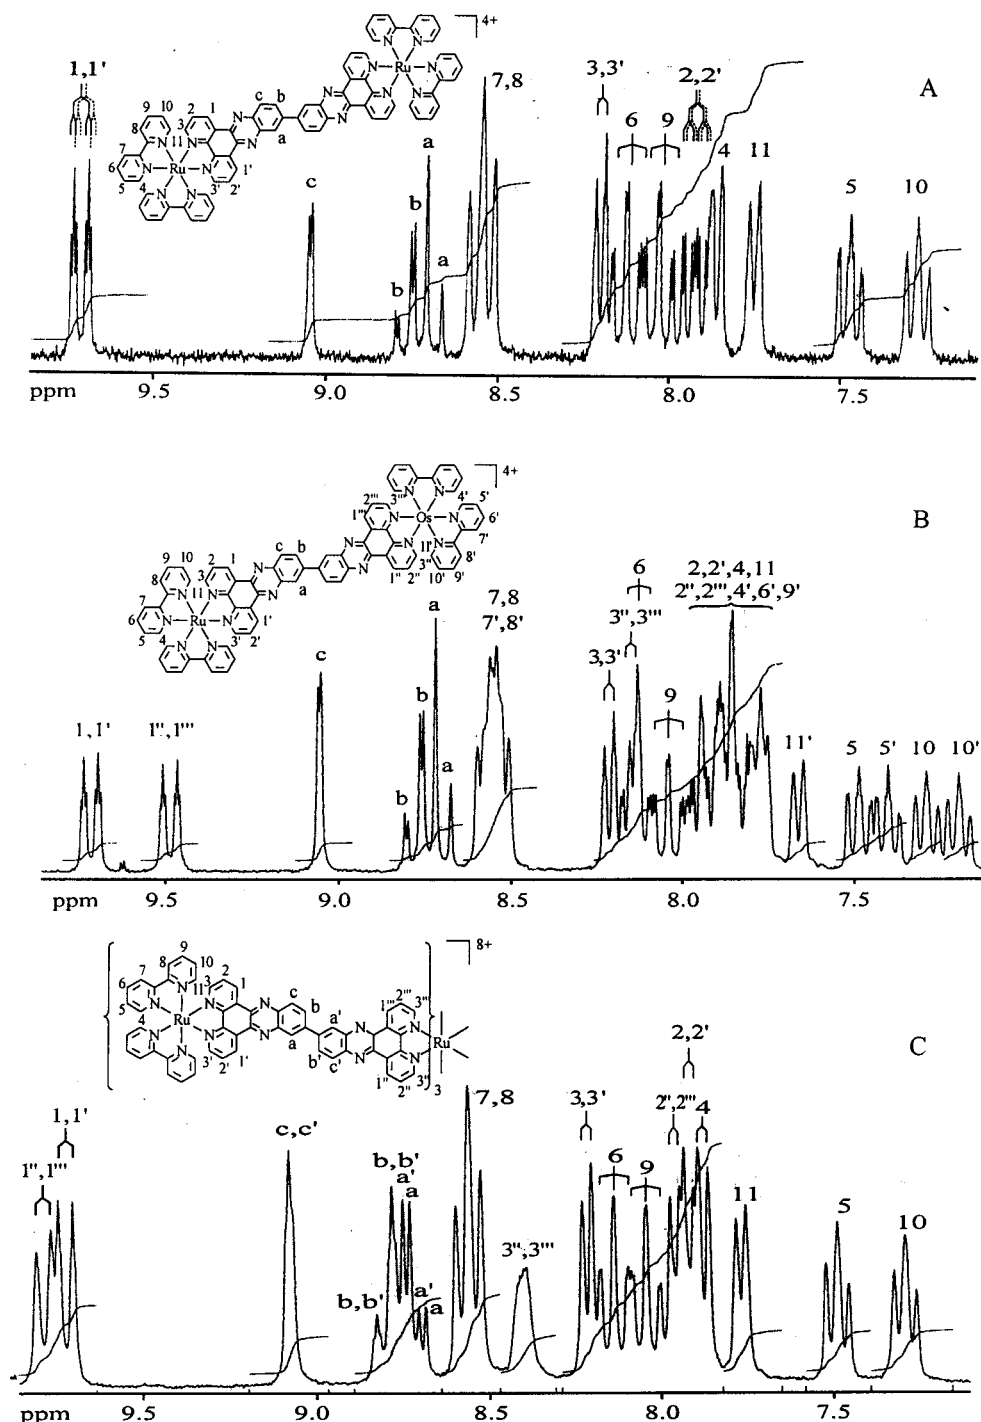 A
1,1'
]4+
7,8
3,3'
2,2'
6
9
4
11
5
10
c
b
b
a
a
9 10 2 1
8 3
7 11
6 5 4
3' 2' 1'
Ru
Ru
N
c b a
ppm 9.5 9.0 8.5 8.0 7.5
B
]4+
1,1'
1'',1'''
c
b
b
a
a
7,8
7',8'
3,3'
3'',3'''
6
9
2,2',4,11
2'',2''',4',6',9'
11'
5
5'
10
10'
9 10 2 1
8 3
7 11
6 5 4
3' 2' 1'
Ru
Os
N
c b a
1''' 2''' 3'''
4' 5' 6' 7' 8' 9' 10' 11'
1'' 2'' 3''
ppm 9.5 9.0 8.5 8.0 7.5
C
]8+
1'',1'''
1,1'
c,c'
b,b'
b,b'
a'
a
a'
a
7,8
3'',3'''
3,3'
6
9
2,2'
2'',2'''
4
11
5
10
9 10 2 1
8 7 6 5 4
3 11
3' 2' 1'
Ru
N
c b a
a' b' c'
1''' 2''' 3''
1'' 2'' 3''
Ru
3
ppm 9.5 9.0 8.5 8.0 7.5